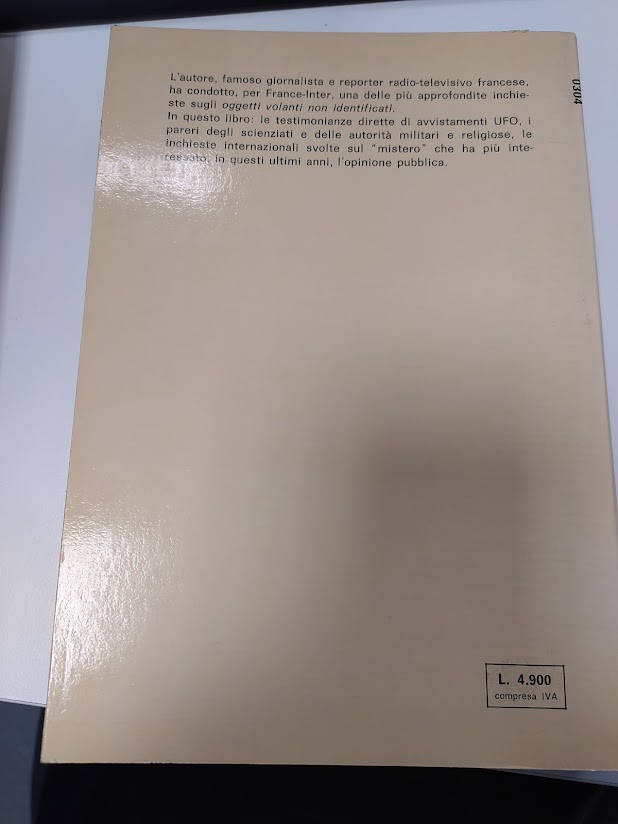 L'autore, famoso giornalista e reporter radio-televisivo francese,
ha condotto, per France-Inter, una delle più approfondite inchie-
ste sugli oggetti volanti non identificati.
In questo libro: le testimonianze dirette di avvistamenti UFO, i
pareri degli scienziati e delle autorità militari e religiose, le
inchieste internazionali svolte sul "mistero" che ha più inte-
ressato, in questi ultimi anni, l'opinione pubblica.
0304
L. 4.900
compresa IVA